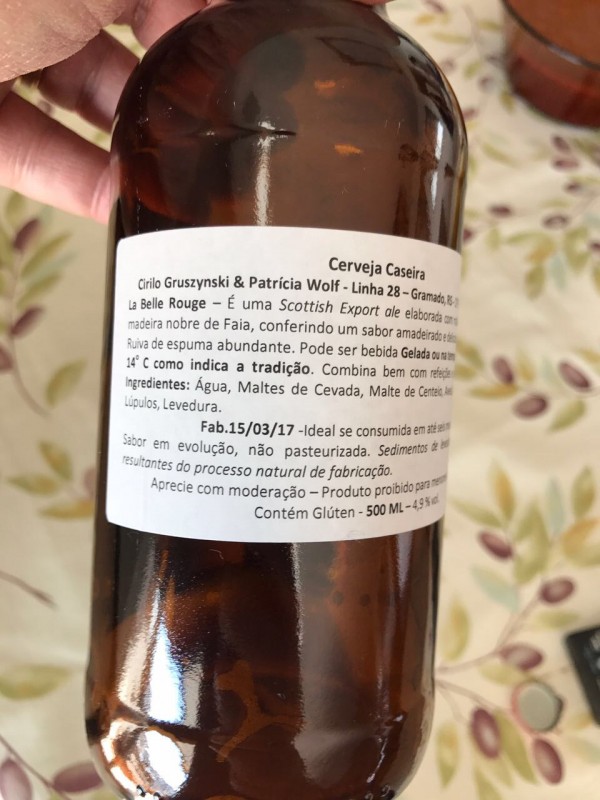 Cerveja Caseira
Cirilo Gruszynski & Patrícia Wolf - Linha 28 – Gramado, RS -
La Belle Rouge – É uma Scottish Export ale elaborada com
madeira nobre de Faia, conferindo um sabor amadeirado e
Ruiva de espuma abundante. Pode ser bebida Gelada ou na
14° C como indica a tradição. Combina bem com refeições
Ingredientes: Água, Maltes de Cevada, Malte de Centeio,
Lúpulos, Levedura.
Fab.15/03/17 -Ideal se consumida em até
Sabor em evolução, não pasteurizada. Sedimentos de
resultantes do processo natural de fabricação.
Aprecie com moderação – Produto proibido para
Contém Glúten - 500 ML – 4,9 % vol.